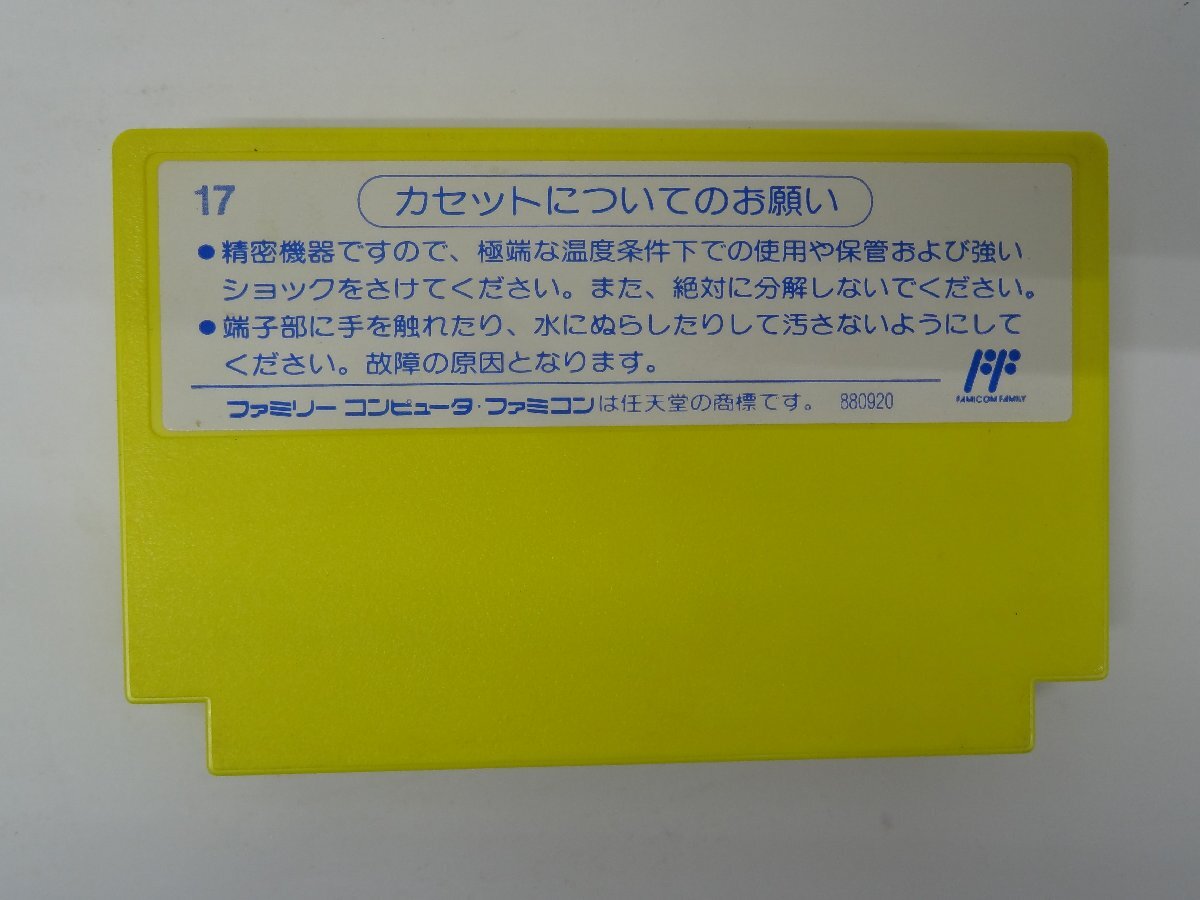 17
カセットについてのお願い
●精密機器ですので、極端な温度条件下での使用や保管および強い
ショックをさけてください。また、絶対に分解しないでください。
●端子部に手を触れたり、水にぬらしたりして汚さないようにして
ください。故障の原因となります。
ファミリー コンピュータ・ファミコンは任天堂の商標です。 880920
FAMICOM FAMILY